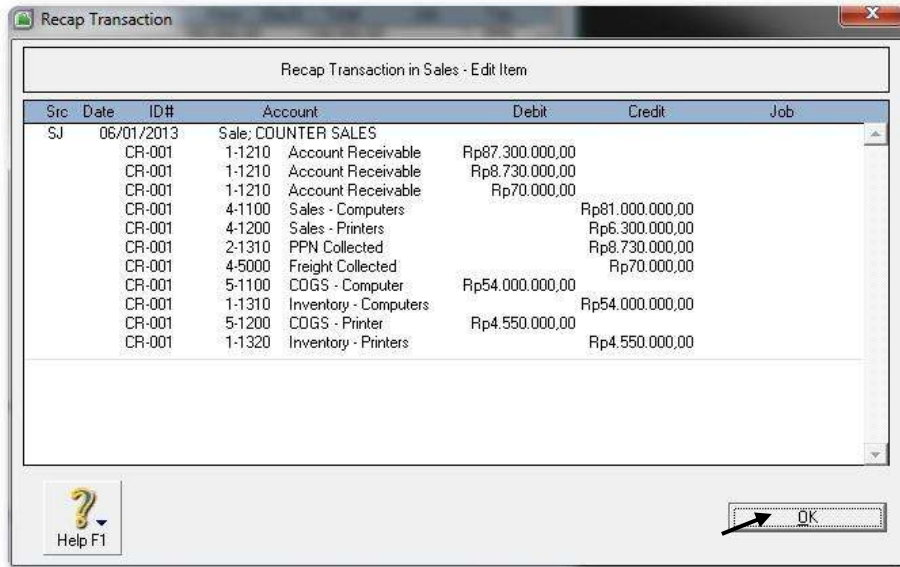 Recap Transaction
x
Recap Transaction in Sales - Edit Item
Src Date ID# Account Debit Credit Job
SJ 06/01/2013 Sale; COUNTER SALES
CR-001 1-1210 Account Receivable Rp87.300.000,00
CR-001 1-1210 Account Receivable Rp8.730.000,00
CR-001 1-1210 Account Receivable Rp70.000,00
CR-001 4-1100 Sales - Computers Rp81.000.000,00
CR-001 4-1200 Sales - Printers Rp6.300.000,00
CR-001 2-1310 PPN Collected Rp8.730.000,00
CR-001 4-5000 Freight Collected Rp70.000,00
CR-001 5-1100 COGS - Computer Rp54.000.000,00
CR-001 1-1310 Inventory - Computers Rp54.000.000,00
CR-001 5-1200 COGS - Printer Rp4.550.000,00
CR-001 1-1320 Inventory - Printers Rp4.550.000,00
?
Help F1
OK